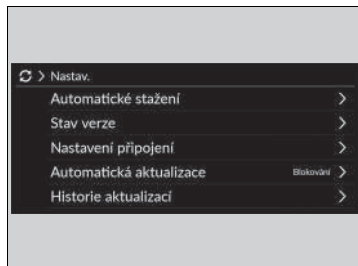 Nastav.
Automatické stažení
Stav verze
Nastavení připojení
Automatická aktualizace Blokování
Historie aktualizací